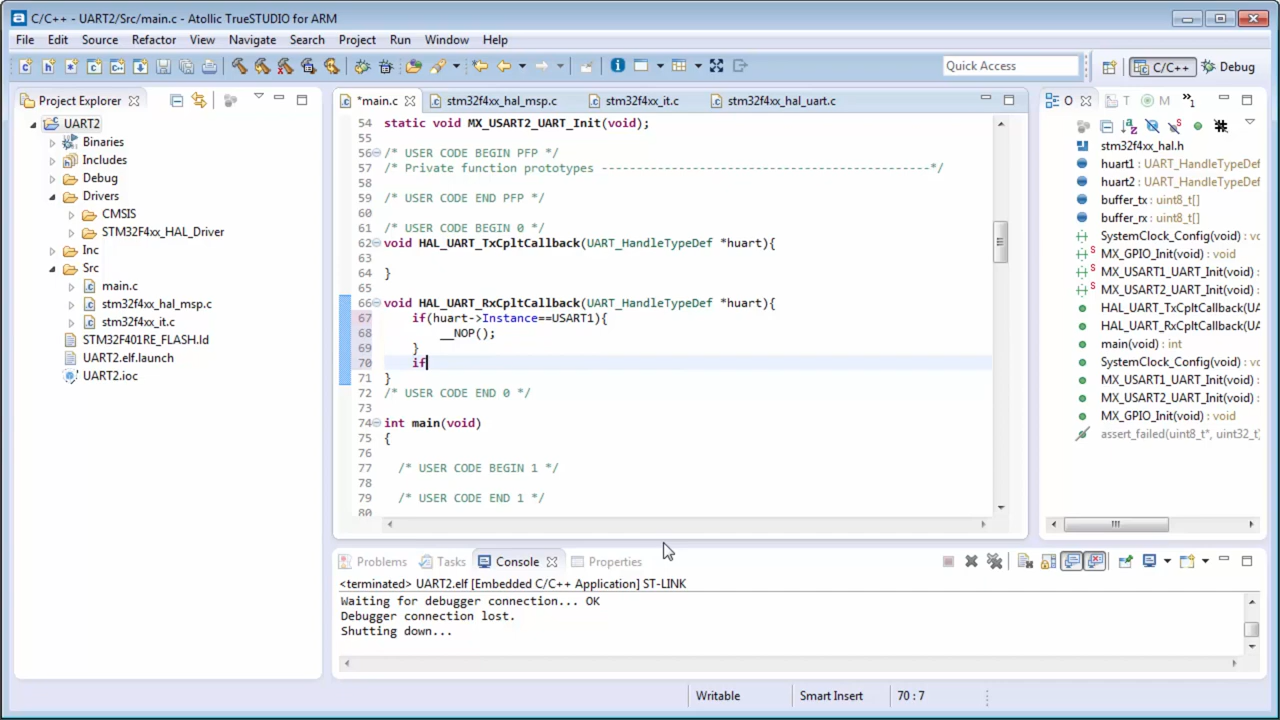 C/C++ - UART2/Src/main.c - Atollic TrueSTUDIO for ARM
File Edit Source Refactor View Navigate Search Project Run Window Help
Quick Access
C/C++
Debug
Project Explorer
UART2
Binaries
Includes
Debug
Drivers
CMSIS
STM32F4xx_HAL_Driver
Inc
Src
main.c
stm32f4xx_hal_msp.c
stm32f4xx_it.c
STM32F401RE_FLASH.ld
UART2.elf.launch
UART2.ioc
*main.c
stm32f4xx_hal_msp.c
stm32f4xx_it.c
stm32f4xx_hal_uart.c
54 static void MX_USART2_UART_Init(void);
55
56 /* USER CODE BEGIN PFP */
57 /* Private function prototypes -----------------------------------------------*/
58
59 /* USER CODE END PFP */
60
61 /* USER CODE BEGIN 0 */
62 void HAL_UART_TxCpltCallback(UART_HandleTypeDef *huart){
63
64 }
65
66 void HAL_UART_RxCpltCallback(UART_HandleTypeDef *huart){
67 if(huart->Instance==USART1){
68 __NOP();
69 }
70 if
71 }
72 /* USER CODE END 0 */
73
74 int main(void)
75 {
76
77 /* USER CODE BEGIN 1 */
78
79 /* USER CODE END 1 */
80
O
T
M
»1
stm32f4xx_hal.h
huart1 : UART_HandleTypeDef
huart2 : UART_HandleTypeDef
buffer_tx : uint8_t[]
buffer_rx : uint8_t[]
SystemClock_Config(void) : vo
MX_GPIO_Init(void) : void
MX_USART1_UART_Init(void) :
MX_USART2_UART_Init(void) :
HAL_UART_TxCpltCallback(UA
HAL_UART_RxCpltCallback(UA
main(void) : int
SystemClock_Config(void) : vo
MX_USART1_UART_Init(void) :
MX_USART2_UART_Init(void) :
MX_GPIO_Init(void) : void
assert_failed(uint8_t*, uint32_t)
Problems
Tasks
Console
Properties
<terminated> UART2.elf [Embedded C/C++ Application] ST-LINK
Waiting for debugger connection... OK
Debugger connection lost.
Shutting down...
Writable
Smart Insert
70 : 7